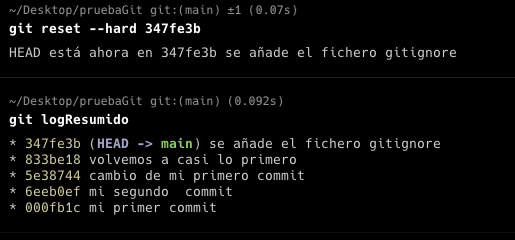 ~/Desktop/pruebaGit git:(main) ±1 (0.07s)
git reset --hard 347fe3b
HEAD está ahora en 347fe3b se añade el fichero gitignore
~/Desktop/pruebaGit git:(main) (0.092s)
git logResumido
* 347fe3b (HEAD -> main) se añade el fichero gitignore
* 833be18 volvemos a casi lo primero
* 5e38744 cambio de mi primero commit
* 6eeb0ef mi segundo  commit
* 000fb1c mi primer commit